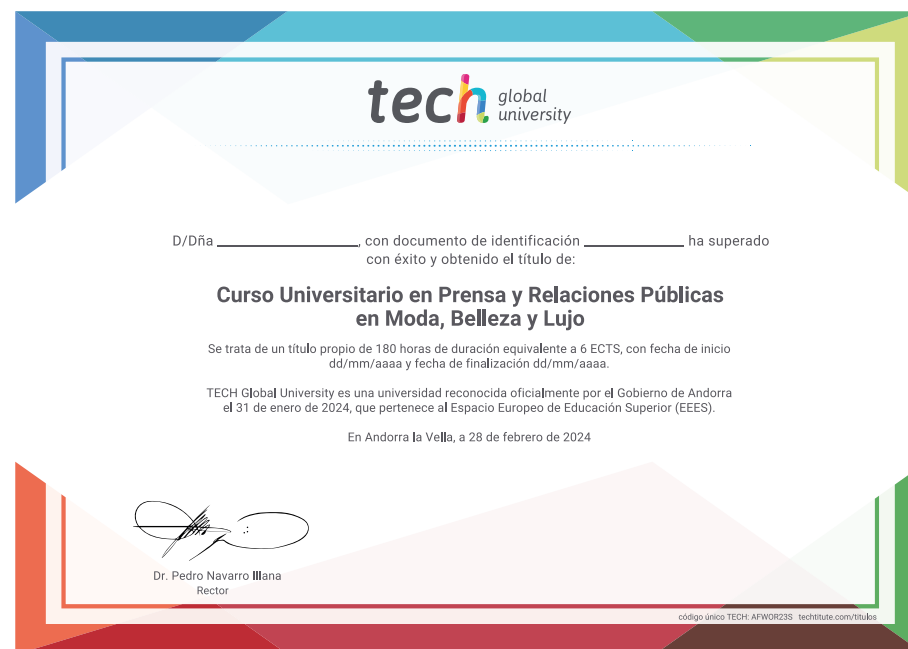 tech global university
D/Dña ____________, con documento de identificación ____________ ha superado
con éxito y obtenido el título de:
Curso Universitario en Prensa y Relaciones Públicas
en Moda, Belleza y Lujo
Se trata de un título propio de 180 horas de duración equivalente a 6 ECTS, con fecha de inicio
dd/mm/aaaa y fecha de finalización dd/mm/aaaa.
TECH Global University es una universidad reconocida oficialmente por el Gobierno de Andorra
el 31 de enero de 2024, que pertenece al Espacio Europeo de Educación Superior (EEES).
En Andorra la Vella, a 28 de febrero de 2024
Dr. Pedro Navarro Illana
Rector
código único TECH: AFWOR23S techtitute.com/titulos